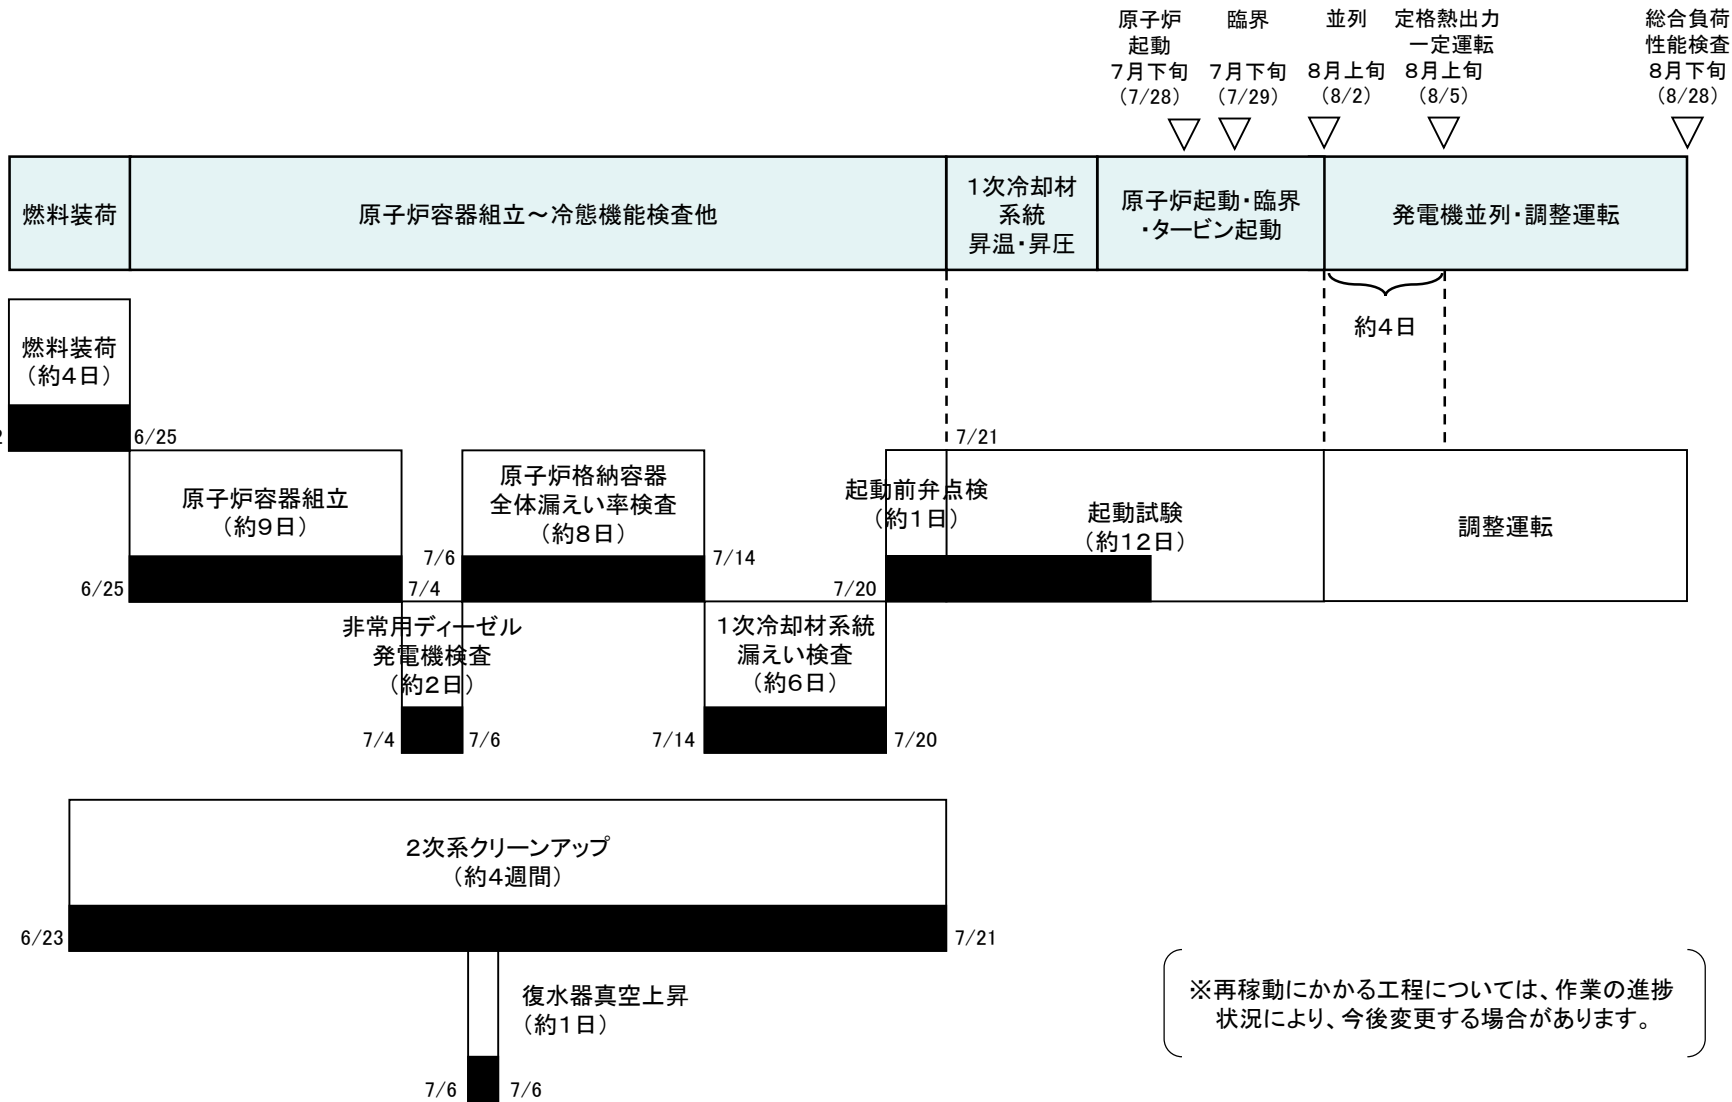 原子炉
起動
7月下旬
(7/28)
臨界
7月下旬
(7/29)
並列
8月上旬
(8/2)
定格熱出力
一定運転
8月上旬
(8/5)
総合負荷
性能検査
8月下旬
(8/28)
燃料装荷
原子炉容器組立～冷態機能検査他
1次冷却材
系統
昇温・昇圧
原子炉起動・臨界
・タービン起動
発電機並列・調整運転
約4日
燃料装荷
(約4日)
2
6/25
7/21
原子炉容器組立
(約9日)
原子炉格納容器
全体漏えい率検査
(約8日)
起動前弁点検
(約1日)
起動試験
(約12日)
調整運転
6/25
7/4
7/6
7/14
7/20
非常用ディーゼル
発電機検査
(約2日)
1次冷却材系統
漏えい検査
(約6日)
7/4
7/6
7/14
7/20
2次系クリーンアップ
(約4週間)
6/23
7/21
復水器真空上昇
(約1日)
7/6
7/6
※再稼動にかかる工程については、作業の進捗
状況により、今後変更する場合があります。